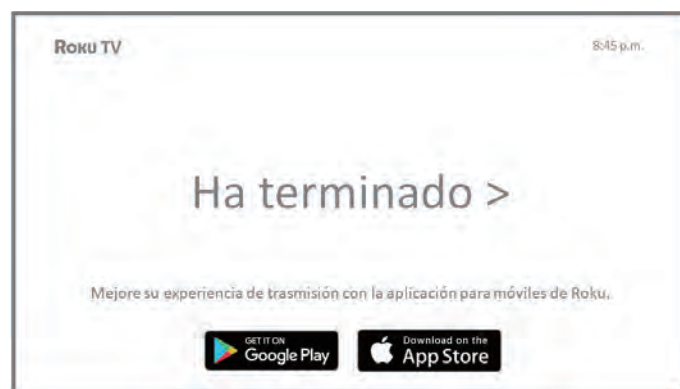 Roku TV
8:45 p.m.
Ha terminado >
Mejore su experiencia de trasmisión con la aplicación para móviles de Roku.
GET IT ON
Google Play
Download on the
App Store